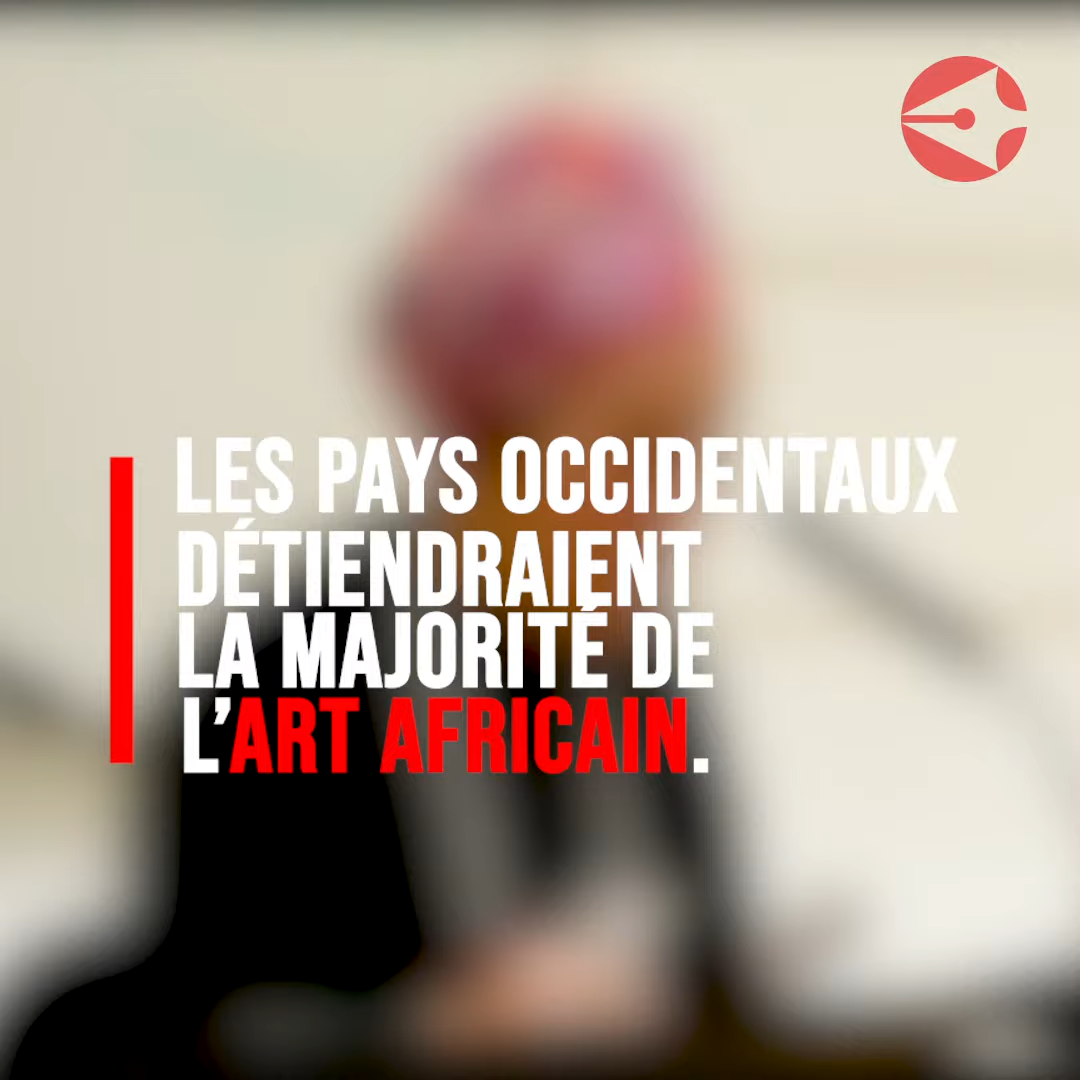 LES PAYS OCCIDENTAUX
DÉTIENDRAIENT
LA MAJORITÉ DE
L’ART AFRICAIN.